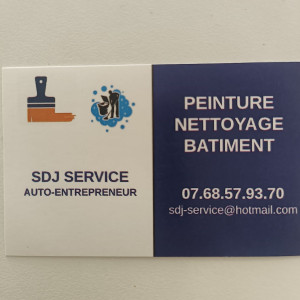 SDJ SERVICE
AUTO-ENTREPRENEUR
PEINTURE
NETTOYAGE
BATIMENT
07.68.57.93.70
sdj-service@hotmail.com